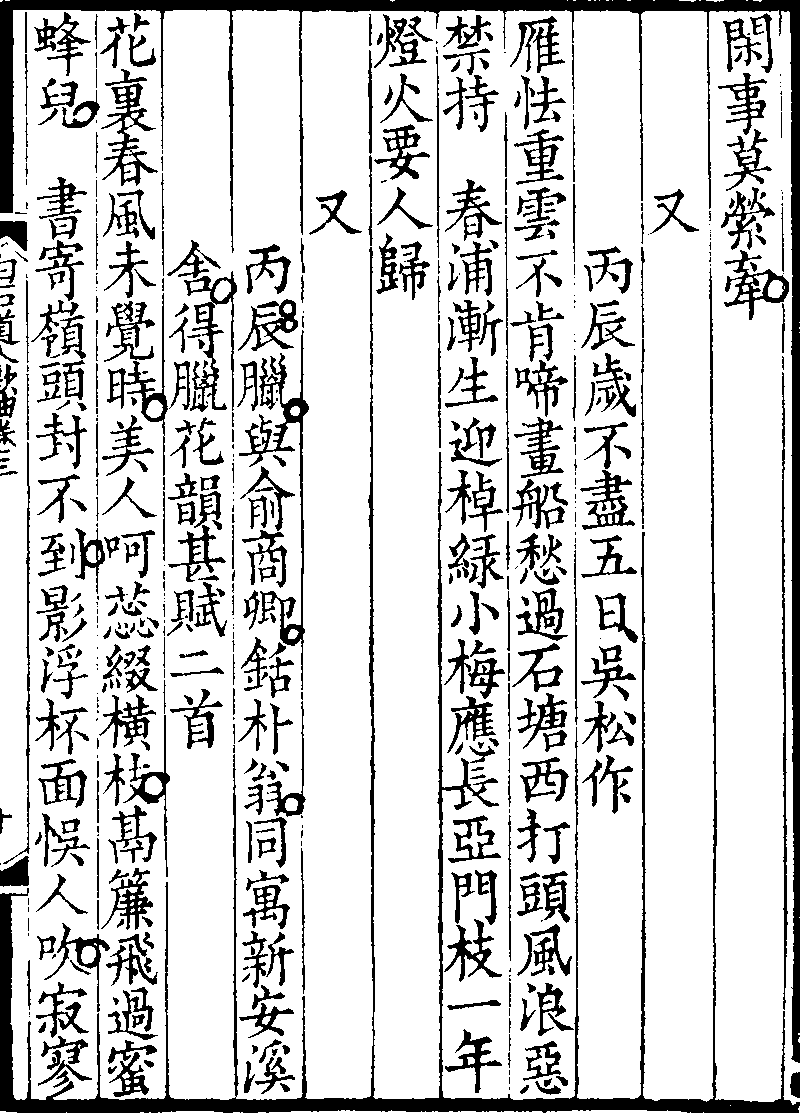 閑事莫縈牽
又
丙辰歲不盡五日吳松作
雁怯重雲不肯啼畫船愁過石塘西打頭風浪惡
禁持　春浦漸生迎棹綠小梅應長亞門枝一年
燈火要人歸
又
丙辰臘與俞商卿銛朴翁同寓新安溪
舍得臘花韻甚賦二首
花裏春風未覺時美人呵蕊綴橫枝鬲簾飛過蜜
蜂兒　書寄嶺頭封不到影浮杯面悞人吹寂寥
白石道人歌曲卷三
十